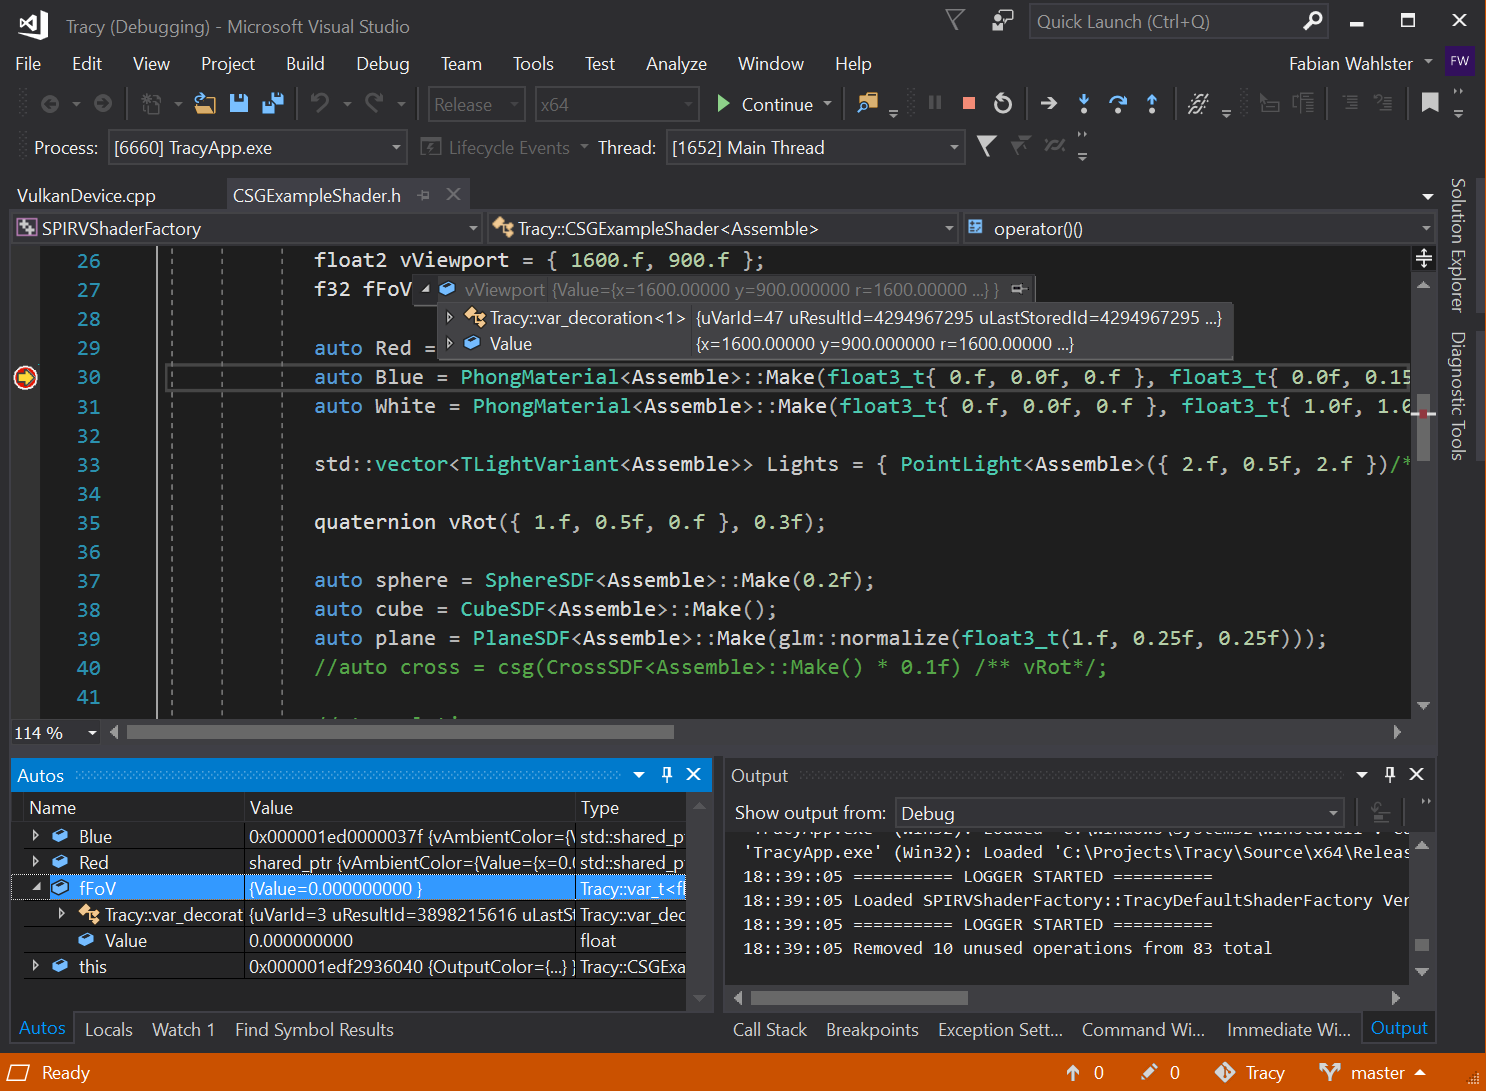 Tracy (Debugging) - Microsoft Visual Studio
Quick Launch (Ctrl+Q)
File Edit View Project Build Debug Team Tools Test Analyze Window Help
Fabian Wahlster FW
Release x64 Continue
Process: [6660] TracyApp.exe Lifecycle Events Thread: [1652] Main Thread
VulkanDevice.cpp CSGExampleShader.h
SPIRVShaderFactory Tracy::CSGExampleShader<Assemble> operator()()
26 float2 vViewport = { 1600.f, 900.f };
27 f32 fFoV vViewport {Value={x=1600.00000 y=900.000000 r=1600.00000 ...} }
28 Tracy::var_decoration<1> {uVarId=47 uResultId=4294967295 uLastStoredId=4294967295 ...}
29 auto Red = Value {x=1600.00000 y=900.000000 r=1600.00000 ...}
30 auto Blue = PhongMaterial<Assemble>::Make(float3_t{ 0.f, 0.0f, 0.f }, float3_t{ 0.0f, 0.15
31 auto White = PhongMaterial<Assemble>::Make(float3_t{ 0.f, 0.0f, 0.f }, float3_t{ 1.0f, 1.0
32
33 std::vector<TLightVariant<Assemble>> Lights = { PointLight<Assemble>({ 2.f, 0.5f, 2.f })/*
34
35 quaternion vRot({ 1.f, 0.5f, 0.f }, 0.3f);
36
37 auto sphere = SphereSDF<Assemble>::Make(0.2f);
38 auto cube = CubeSDF<Assemble>::Make();
39 auto plane = PlaneSDF<Assemble>::Make(glm::normalize(float3_t(1.f, 0.25f, 0.25f)));
40 //auto cross = csg(CrossSDF<Assemble>::Make() * 0.1f) /** vRot*/;
41
114 %
Solution Explorer
Diagnostic Tools
Autos
Name Value Type
Blue 0x000001ed0000037f {vAmbientColor={V std::shared_pt
Red shared_ptr {vAmbientColor={Value={x=0.0 std::shared_pt
fFoV {Value=0.000000000 } Tracy::var_t<fl
Tracy::var_decorat {uVarId=3 uResultId=3898215616 uLastSt Tracy::var_dec
Value 0.000000000 float
this 0x000001edf2936040 {OutputColor={...} } Tracy::CSGExa
Autos Locals Watch 1 Find Symbol Results
Output
Show output from: Debug
'TracyApp.exe' (Win32): Loaded 'C:\Projects\Tracy\Source\x64\Releas
18::39::05 ========== LOGGER STARTED ==========
18::39::05 Loaded SPIRVShaderFactory::TracyDefaultShaderFactory Ver
18::39::05 ========== LOGGER STARTED ==========
18::39::05 Removed 10 unused operations from 83 total
Call Stack Breakpoints Exception Sett... Command Wi... Immediate Wi... Output
Ready 0 0 Tracy master